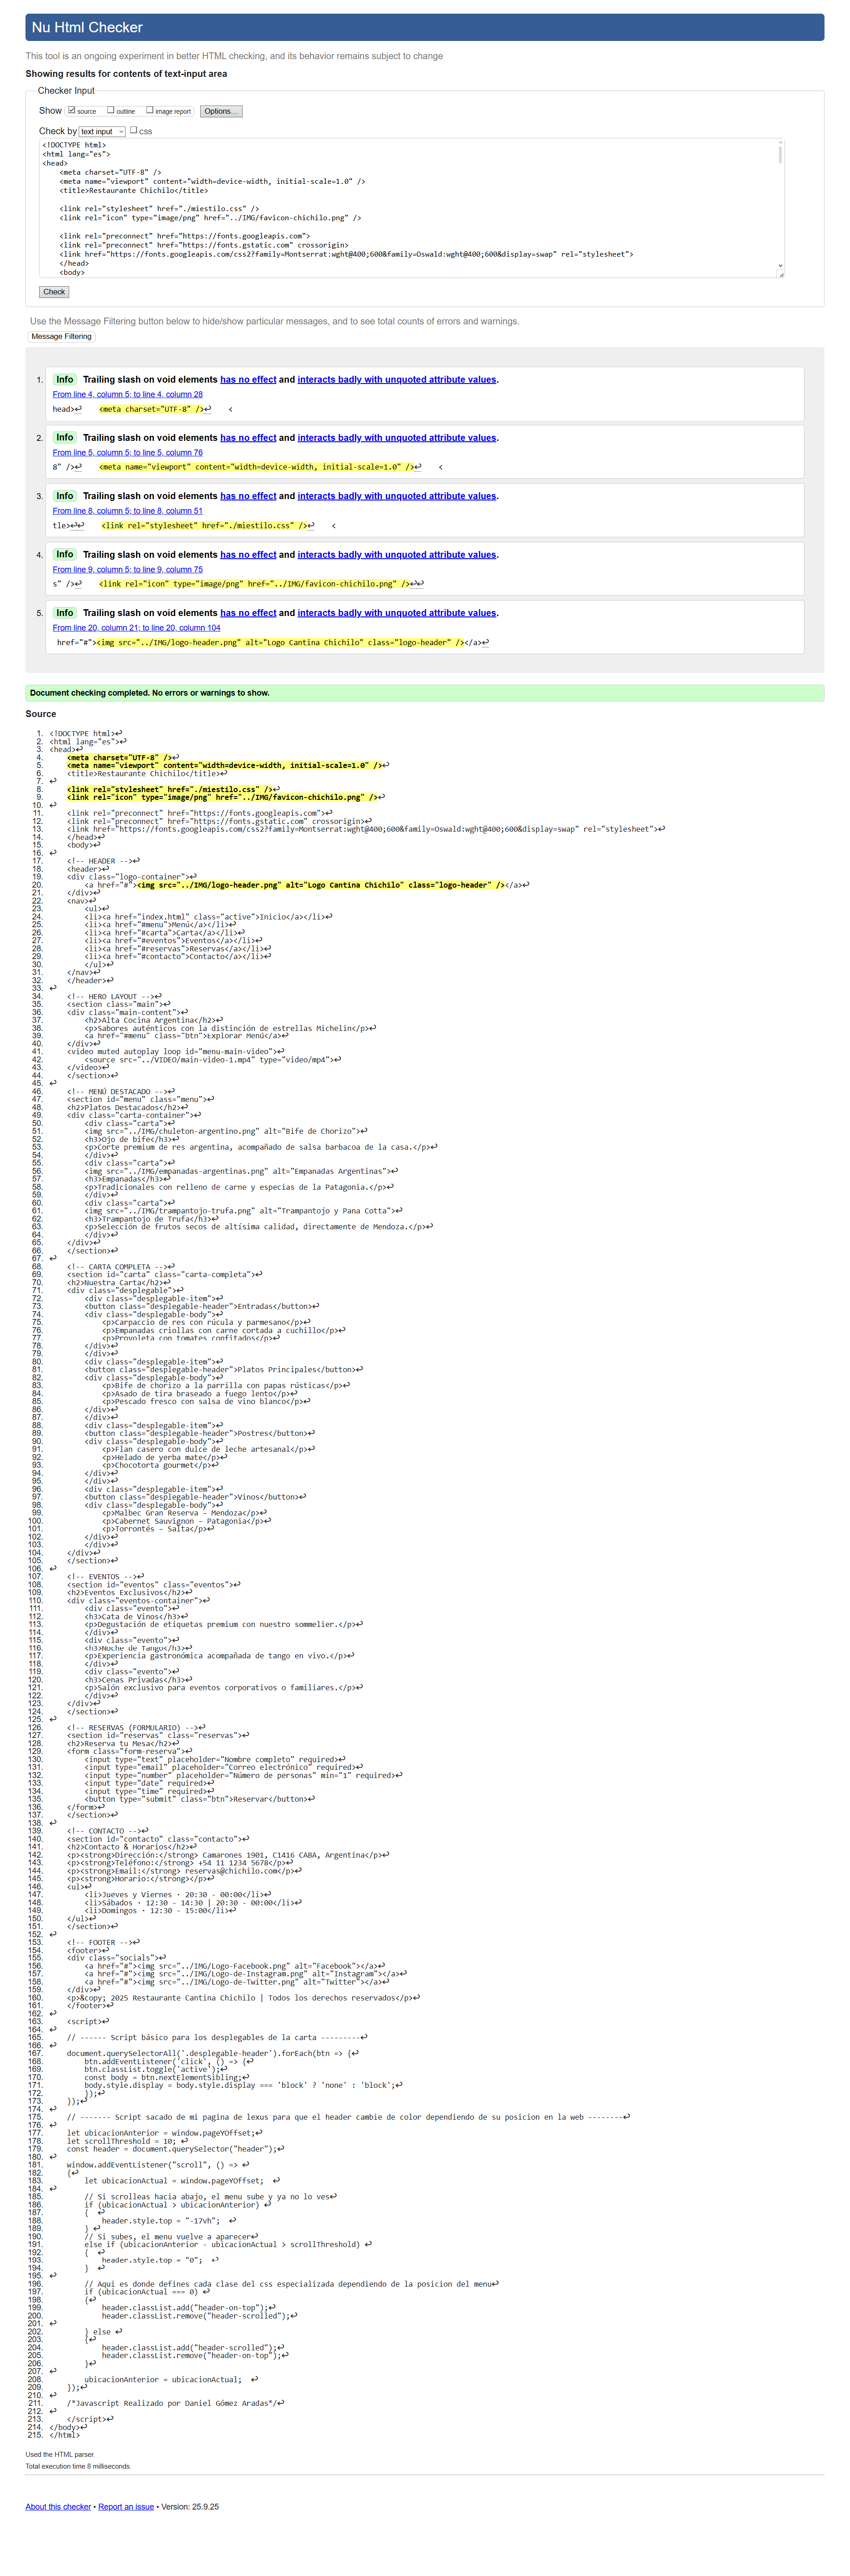 Nu Html Checker
This tool is an ongoing experiment in better HTML checking, and its behavior remains subject to change
Showing results for contents of text-input area
Checker Input
Show source outline image report Options...
Check by text input css
<!DOCTYPE html>
<html lang="es">
<head>
    <meta charset="UTF-8" />
    <meta name="viewport" content="width=device-width, initial-scale=1.0" />
    <title>Restaurante Chichilo</title>

    <link rel="stylesheet" href="./miestilo.css" />
    <link rel="icon" type="image/png" href="../IMG/favicon-chichilo.png" />

    <link rel="preconnect" href="https://fonts.googleapis.com">
    <link rel="preconnect" href="https://fonts.gstatic.com" crossorigin>
    <link href="https://fonts.googleapis.com/css2?family=Montserrat:wght@400;600&family=Oswald:wght@400;600&display=swap" rel="stylesheet">
    </head>
    <body>
Check
Use the Message Filtering button below to hide/show particular messages, and to see total counts of errors and warnings.
Message Filtering
1. Info Trailing slash on void elements has no effect and interacts badly with unquoted attribute values.
From line 4, column 5; to line 4, column 28
head>↩    <meta charset="UTF-8" />↩    <
2. Info Trailing slash on void elements has no effect and interacts badly with unquoted attribute values.
From line 5, column 5; to line 5, column 76
8" />↩    <meta name="viewport" content="width=device-width, initial-scale=1.0" />↩    <
3. Info Trailing slash on void elements has no effect and interacts badly with unquoted attribute values.
From line 8, column 5; to line 8, column 51
tle>↩↩    <link rel="stylesheet" href="./miestilo.css" />↩    <
4. Info Trailing slash on void elements has no effect and interacts badly with unquoted attribute values.
From line 9, column 5; to line 9, column 75
s" />↩    <link rel="icon" type="image/png" href="../IMG/favicon-chichilo.png" />↩↩
5. Info Trailing slash on void elements has no effect and interacts badly with unquoted attribute values.
From line 20, column 21; to line 20, column 104
 href="#"><img src="../IMG/logo-header.png" alt="Logo Cantina Chichilo" class="logo-header" /></a>↩
Document checking completed. No errors or warnings to show.
Source
1. <!DOCTYPE html>↩
2. <html lang="es">↩
3. <head>↩
4.     <meta charset="UTF-8" />↩
5.     <meta name="viewport" content="width=device-width, initial-scale=1.0" />↩
6.     <title>Restaurante Chichilo</title>↩
7. ↩
8.     <link rel="stylesheet" href="./miestilo.css" />↩
9.     <link rel="icon" type="image/png" href="../IMG/favicon-chichilo.png" />↩
10. ↩
11.     <link rel="preconnect" href="https://fonts.googleapis.com">↩
12.     <link rel="preconnect" href="https://fonts.gstatic.com" crossorigin>↩
13.     <link href="https://fonts.googleapis.com/css2?family=Montserrat:wght@400;600&family=Oswald:wght@400;600&display=swap" rel="stylesheet">↩
14.     </head>↩
15.     <body>↩
16. ↩
17.     <!-- HEADER -->↩
18.     <header>↩
19.     <div class="logo-container">↩
20.         <a href="#"><img src="../IMG/logo-header.png" alt="Logo Cantina Chichilo" class="logo-header" /></a>↩
21.     </div>↩
22.     <nav>↩
23.         <ul>↩
24.         <li><a href="index.html" class="active">Inicio</a></li>↩
25.         <li><a href="#menu">Menú</a></li>↩
26.         <li><a href="#carta">Carta</a></li>↩
27.         <li><a href="#eventos">Eventos</a></li>↩
28.         <li><a href="#reservas">Reservas</a></li>↩
29.         <li><a href="#contacto">Contacto</a></li>↩
30.         </ul>↩
31.     </nav>↩
32.     </header>↩
33. ↩
34.     <!-- HERO LAYOUT -->↩
35.     <section class="main">↩
36.     <div class="main-content">↩
37.         <h2>Alta Cocina Argentina</h2>↩
38.         <p>Sabores auténticos con la distinción de estrellas Michelin</p>↩
39.         <a href="#menu" class="btn">Explorar Menú</a>↩
40.     </div>↩
41.     <video muted autoplay loop id="menu-main-video">↩
42.         <source src="../VIDEO/main-video-1.mp4" type="video/mp4">↩
43.     </video>↩
44.     </section>↩
45. ↩
46.     <!-- MENÚ DESTACADO -->↩
47.     <section id="menu" class="menu">↩
48.     <h2>Platos Destacados</h2>↩
49.     <div class="carta-container">↩
50.         <div class="carta">↩
51.         <img src="../IMG/chuleton-argentino.png" alt="Bife de Chorizo">↩
52.         <h3>Ojo de bife</h3>↩
53.         <p>Corte premium de res argentina, acompañado de salsa barbacoa de la casa.</p>↩
54.         </div>↩
55.         <div class="carta">↩
56.         <img src="../IMG/empanadas-argentinas.png" alt="Empanadas Argentinas">↩
57.         <h3>Empanadas</h3>↩
58.         <p>Tradicionales con relleno de carne y especias de la Patagonia.</p>↩
59.         </div>↩
60.         <div class="carta">↩
61.         <img src="../IMG/trampantojo-trufa.png" alt="Trampantojo y Pana Cotta">↩
62.         <h3>Trampantojo de Trufa</h3>↩
63.         <p>Selección de frutos secos de altísima calidad, directamente de Mendoza.</p>↩
64.         </div>↩
65.     </div>↩
66.     </section>↩
67. ↩
68.     <!-- CARTA COMPLETA -->↩
69.     <section id="carta" class="carta-completa">↩
70.     <h2>Nuestra Carta</h2>↩
71.     <div class="desplegable">↩
72.         <div class="desplegable-item">↩
73.         <button class="desplegable-header">Entradas</button>↩
74.         <div class="desplegable-body">↩
75.             <p>Carpaccio de res con rúcula y parmesano</p>↩
76.             <p>Empanadas criollas con carne cortada a cuchillo</p>↩
77.             <p>Provoleta con tomates confitados</p>↩
78.         </div>↩
79.         </div>↩
80.         <div class="desplegable-item">↩
81.         <button class="desplegable-header">Platos Principales</button>↩
82.         <div class="desplegable-body">↩
83.             <p>Bife de chorizo a la parrilla con papas rústicas</p>↩
84.             <p>Asado de tira braseado a fuego lento</p>↩
85.             <p>Pescado fresco con salsa de vino blanco</p>↩
86.         </div>↩
87.         </div>↩
88.         <div class="desplegable-item">↩
89.         <button class="desplegable-header">Postres</button>↩
90.         <div class="desplegable-body">↩
91.             <p>Flan casero con dulce de leche artesanal</p>↩
92.             <p>Helado de yerba mate</p>↩
93.             <p>Chocotorta gourmet</p>↩
94.         </div>↩
95.         </div>↩
96.         <div class="desplegable-item">↩
97.         <button class="desplegable-header">Vinos</button>↩
98.         <div class="desplegable-body">↩
99.             <p>Malbec Gran Reserva – Mendoza</p>↩
100.             <p>Cabernet Sauvignon – Patagonia</p>↩
101.             <p>Torrontés – Salta</p>↩
102.         </div>↩
103.         </div>↩
104.     </div>↩
105.     </section>↩
106. ↩
107.     <!-- EVENTOS -->↩
108.     <section id="eventos" class="eventos">↩
109.     <h2>Eventos Exclusivos</h2>↩
110.     <div class="eventos-container">↩
111.         <div class="evento">↩
112.         <h3>Cata de Vinos</h3>↩
113.         <p>Degustación de etiquetas premium con nuestro sommelier.</p>↩
114.         </div>↩
115.         <div class="evento">↩
116.         <h3>Noche de Tango</h3>↩
117.         <p>Experiencia gastronómica acompañada de tango en vivo.</p>↩
118.         </div>↩
119.         <div class="evento">↩
120.         <h3>Cenas Privadas</h3>↩
121.         <p>Salón exclusivo para eventos corporativos o familiares.</p>↩
122.         </div>↩
123.     </div>↩
124.     </section>↩
125. ↩
126.     <!-- RESERVAS (FORMULARIO) -->↩
127.     <section id="reservas" class="reservas">↩
128.     <h2>Reserva tu Mesa</h2>↩
129.     <form class="form-reserva">↩
130.         <input type="text" placeholder="Nombre completo" required>↩
131.         <input type="email" placeholder="Correo electrónico" required>↩
132.         <input type="number" placeholder="Número de personas" min="1" required>↩
133.         <input type="date" required>↩
134.         <input type="time" required>↩
135.         <button type="submit" class="btn">Reservar</button>↩
136.     </form>↩
137.     </section>↩
138. ↩
139.     <!-- CONTACTO -->↩
140.     <section id="contacto" class="contacto">↩
141.     <h2>Contacto & Horarios</h2>↩
142.     <p><strong>Dirección:</strong> Camarones 1901, C1416 CABA, Argentina</p>↩
143.     <p><strong>Teléfono:</strong> +54 11 1234 5678</p>↩
144.     <p><strong>Email:</strong> reservas@chichilo.com</p>↩
145.     <p><strong>Horario:</strong></p>↩
146.     <ul>↩
147.         <li>Jueves y Viernes · 20:30 - 00:00</li>↩
148.         <li>Sábados · 12:30 - 14:30 | 20:30 - 00:00</li>↩
149.         <li>Domingos · 12:30 - 15:00</li>↩
150.     </ul>↩
151.     </section>↩
152. ↩
153.     <!-- FOOTER -->↩
154.     <footer>↩
155.     <div class="socials">↩
156.         <a href="#"><img src="../IMG/Logo-Facebook.png" alt="Facebook"></a>↩
157.         <a href="#"><img src="../IMG/Logo-de-Instagram.png" alt="Instagram"></a>↩
158.         <a href="#"><img src="../IMG/Logo-de-Twitter.png" alt="Twitter"></a>↩
159.     </div>↩
160.     <p>&copy; 2025 Restaurante Cantina Chichilo | Todos los derechos reservados</p>↩
161.     </footer>↩
162. ↩
163.     <script>↩
164. ↩
165.     // ------ Script básico para los desplegables de la carta ---------↩
166. ↩
167.     document.querySelectorAll('.desplegable-header').forEach(btn => {↩
168.         btn.addEventListener('click', () => {↩
169.         btn.classList.toggle('active');↩
170.         const body = btn.nextElementSibling;↩
171.         body.style.display = body.style.display === 'block' ? 'none' : 'block';↩
172.         });↩
173.     });↩
174. ↩
175.     // ------- Script sacado de mi pagina de lexus para que el header cambie de color dependiendo de su posicion en la web --------↩
176. ↩
177.     let ubicacionAnterior = window.pageYOffset;↩
178.     let scrollThreshold = 10; ↩
179.     const header = document.querySelector("header");↩
180. ↩
181.     window.addEventListener("scroll", () => ↩
182.     {↩
183.         let ubicacionActual = window.pageYOffset;  ↩
184. ↩
185.         // Si scrolleas hacia abajo, el menu sube y ya no lo ves↩
186.         if (ubicacionActual > ubicacionAnterior) ↩
187.         {  ↩
188.             header.style.top = "-17vh";  ↩
189.         } ↩
190.         // Si subes, el menu vuelve a aparecer↩
191.         else if (ubicacionAnterior - ubicacionActual > scrollThreshold) ↩
192.         {  ↩
193.             header.style.top = "0";  ↩
194.         }  ↩
195. ↩
196.         // Aqui es donde defines cada clase del css especializada dependiendo de la posicion del menu↩
197.         if (ubicacionActual === 0) ↩
198.         {↩
199.             header.classList.add("header-on-top");↩
200.             header.classList.remove("header-scrolled");↩
201. ↩
202.         } else ↩
203.         {↩
204.             header.classList.add("header-scrolled");↩
205.             header.classList.remove("header-on-top");↩
206.         }↩
207. ↩
208.         ubicacionAnterior = ubicacionActual;  ↩
209.     });↩
210. ↩
211.     /*Javascript Realizado por Daniel Gómez Aradas*/↩
212. ↩
213.     </script>↩
214. </body>↩
215. </html>
Used the HTML parser.
Total execution time 8 milliseconds.
About this checker • Report an issue • Version: 25.9.25